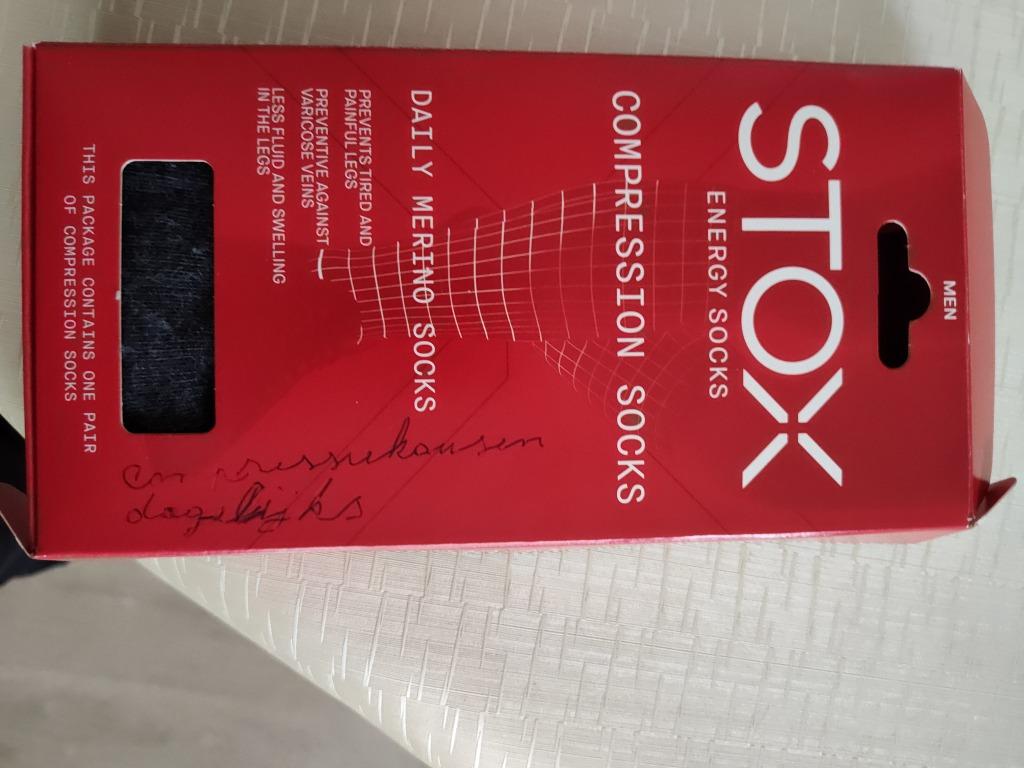 MEN
STOX
ENERGY SOCKS
COMPRESSION SOCKS
DAILY MERINO SOCKS
PREVENTS TIRED AND
PAINFUL LEGS
PREVENTIVE AGAINST
VARICOSE VEINS
LESS FLUID AND SWELLING
IN THE LEGS
THIS PACKAGE CONTAINS ONE PAIR
OF COMPRESSION SOCKS
dagelijks